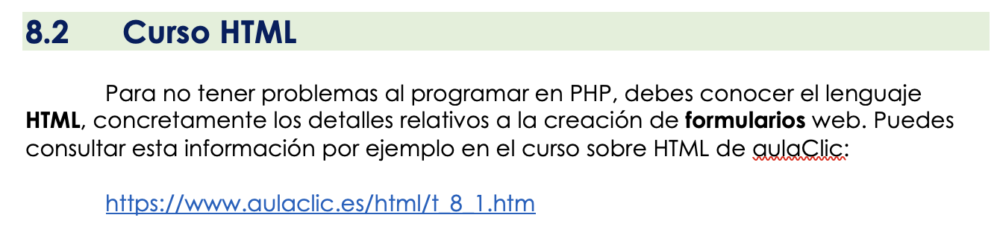 8.2 Curso HTML
Para no tener problemas al programar en PHP, debes conocer el lenguaje
HTML, concretamente los detalles relativos a la creación de formularios web. Puedes
consultar esta información por ejemplo en el curso sobre HTML de aulaClic:
https://www.aulaclic.es/html/t_8_1.htm